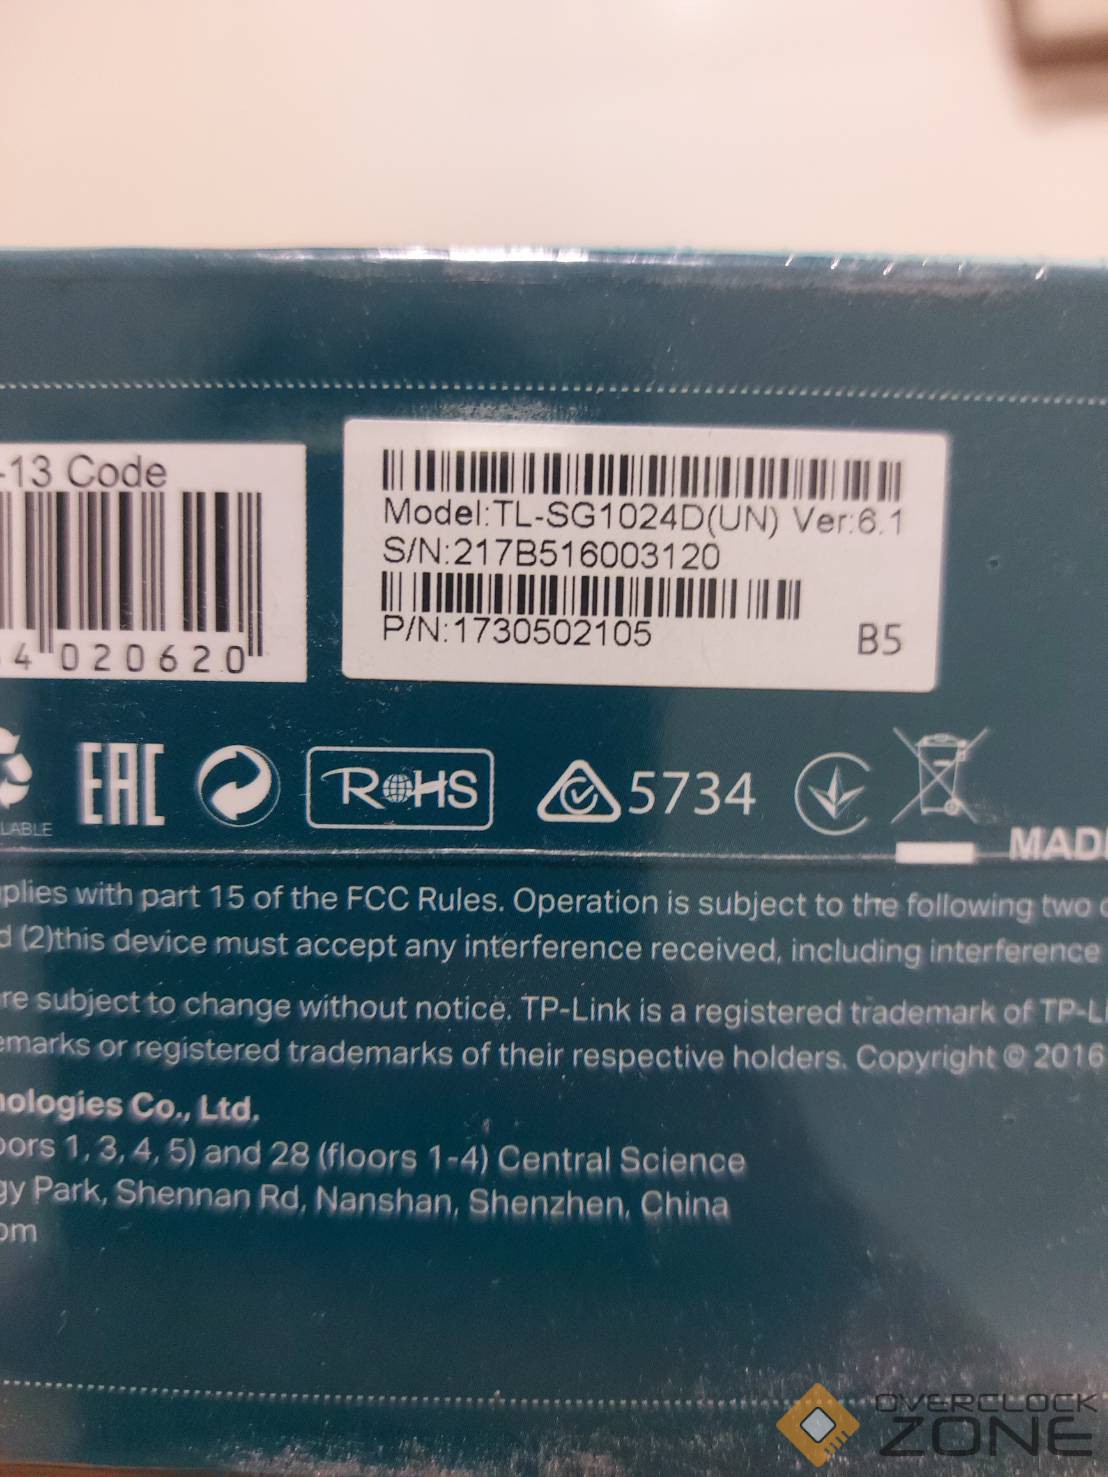 -13 Code
4 020620
Model:TL-SG1024D(UN) Ver:6.1
S/N:217B516003120
P/N:1730502105
B5
EAC
RoHS
5734
LABLE
MADE
plies with part 15 of the FCC Rules. Operation is subject to the following two c
d (2)this device must accept any interference received, including interference
re subject to change without notice. TP-Link is a registered trademark of TP-Li
emarks or registered trademarks of their respective holders. Copyright © 2016
nologies Co., Ltd.
oors 1, 3, 4, 5) and 28 (floors 1-4) Central Science
gy Park, Shennan Rd, Nanshan, Shenzhen, China
om
OVERCLOCK
ZONE